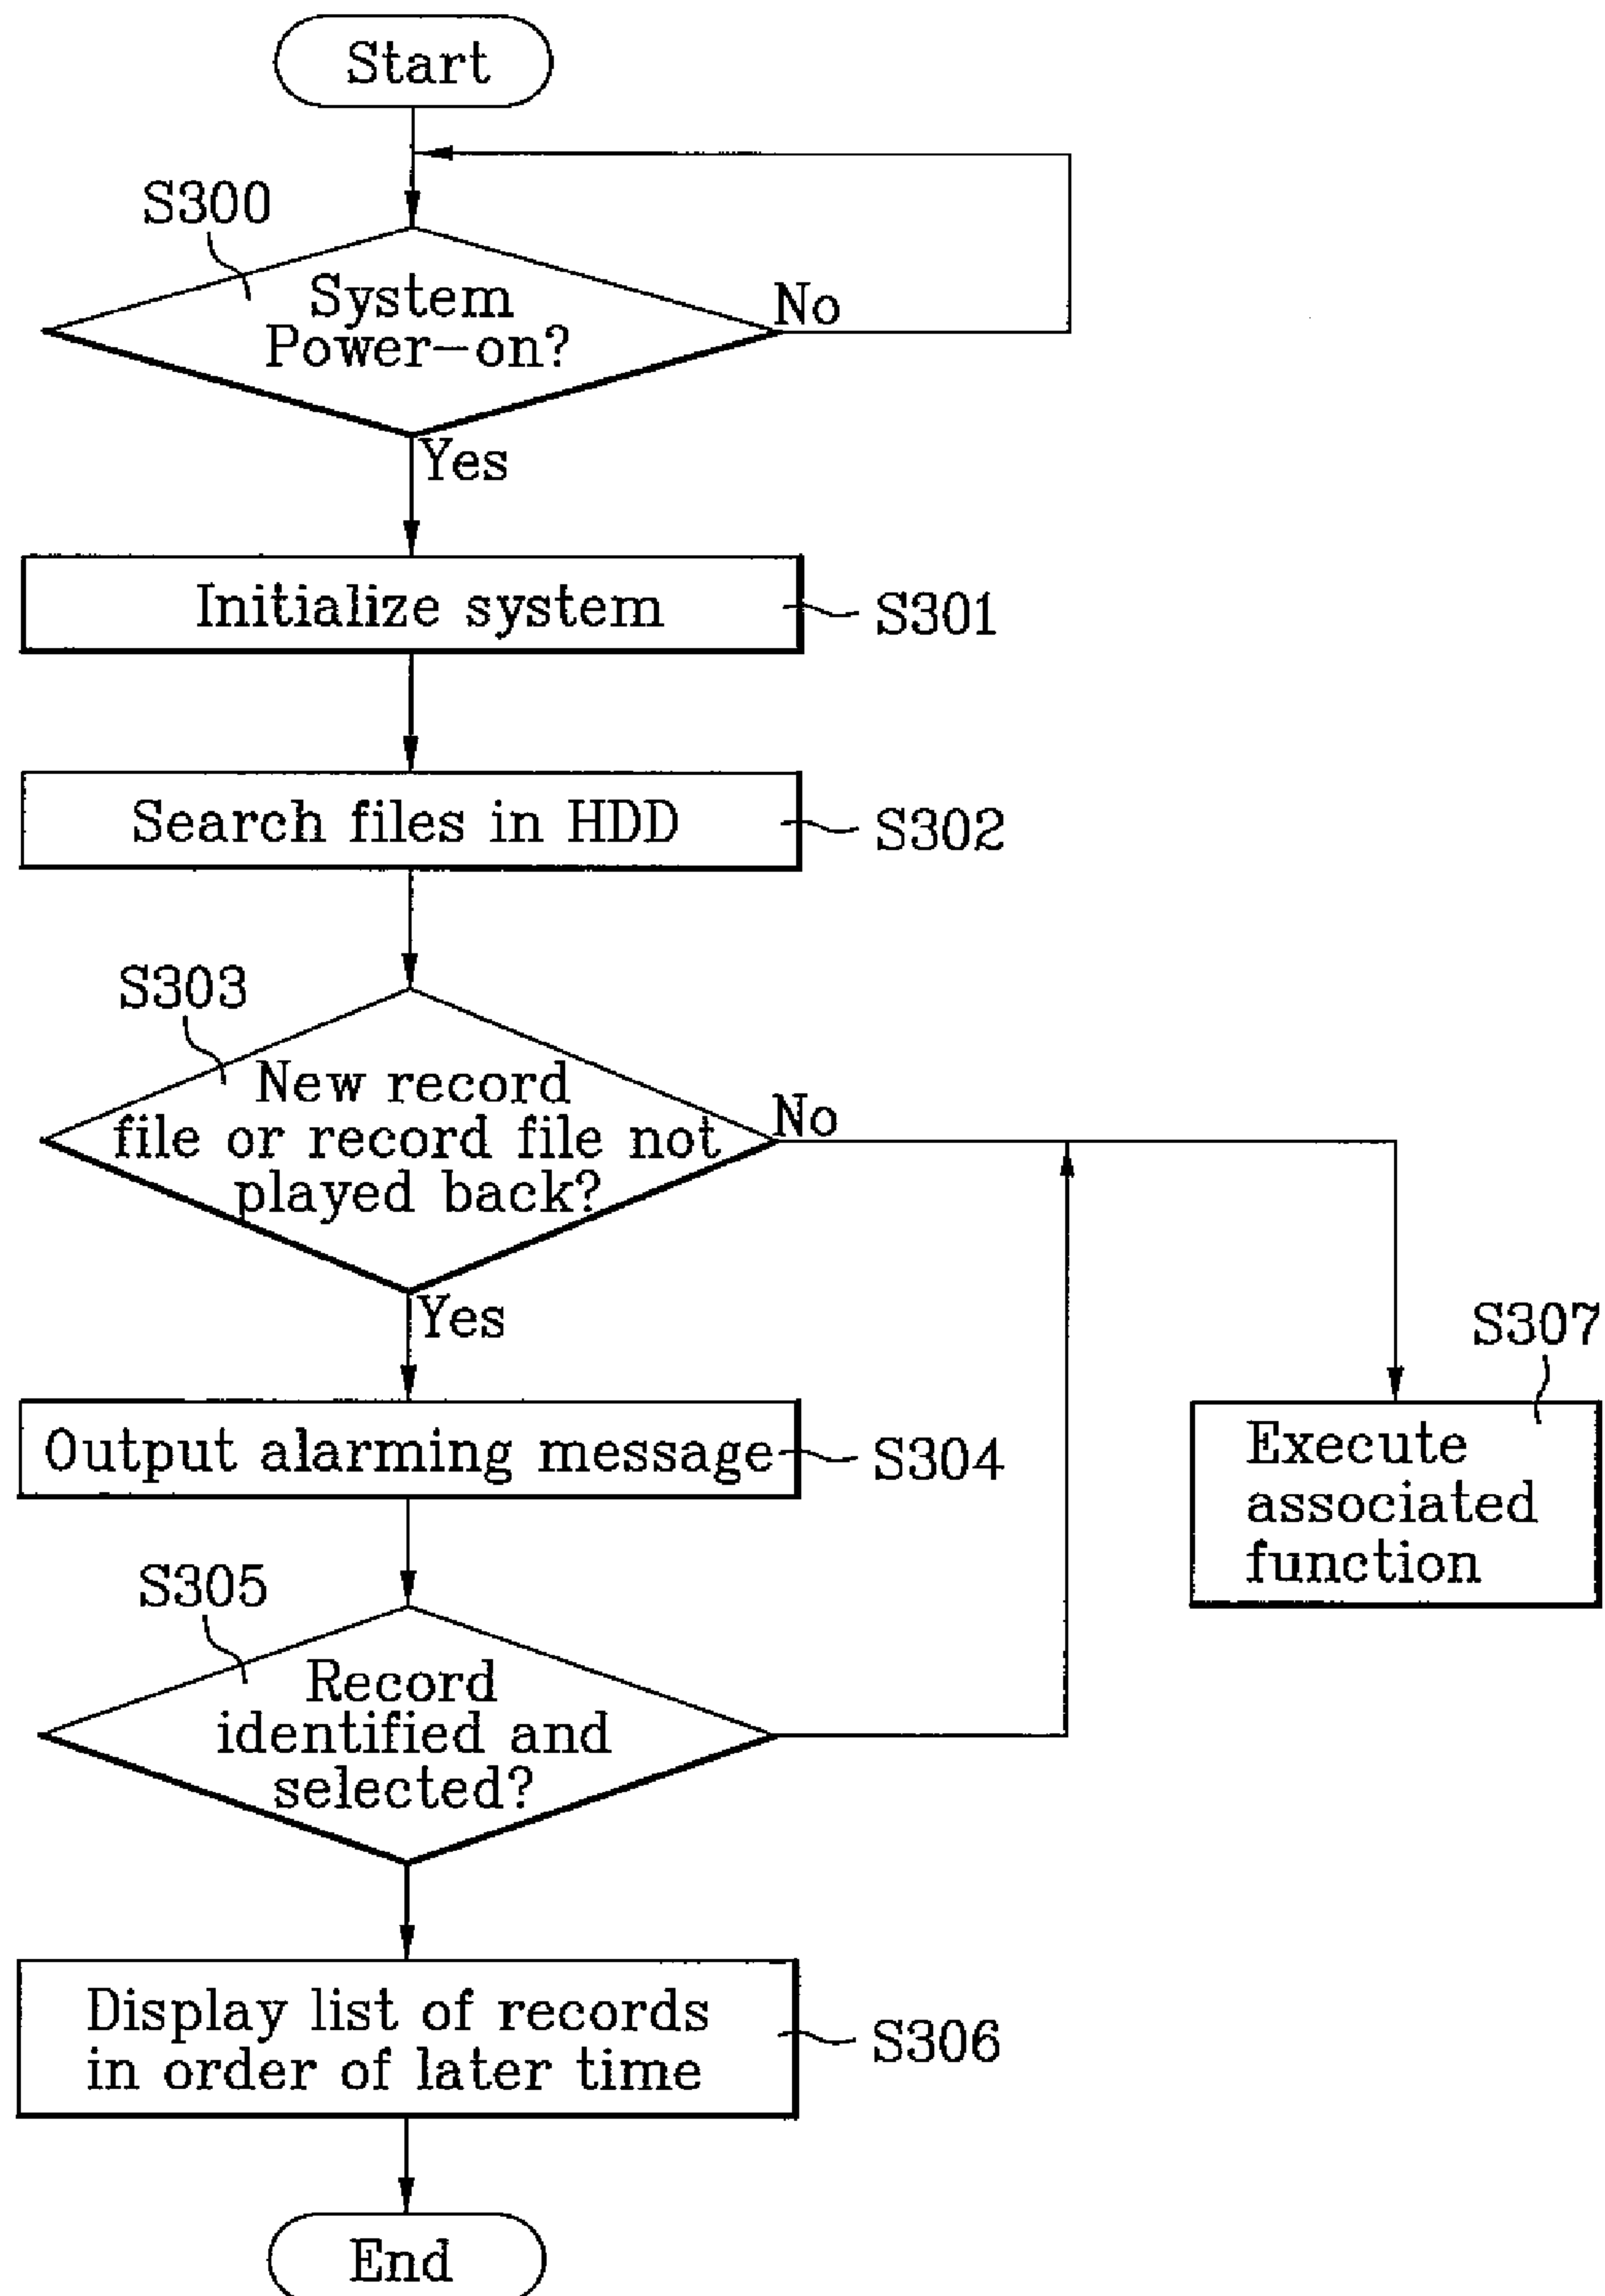 Start
S300
System
Power-on?
No
Yes
Initialize system
S301
Search files in HDD
S302
S303
New record
file or record file not
played back?
No
Yes
S307
Output alarming message
S304
Execute
associated
function
S305
Record
identified and
selected?
Display list of records
in order of later time
S306
End